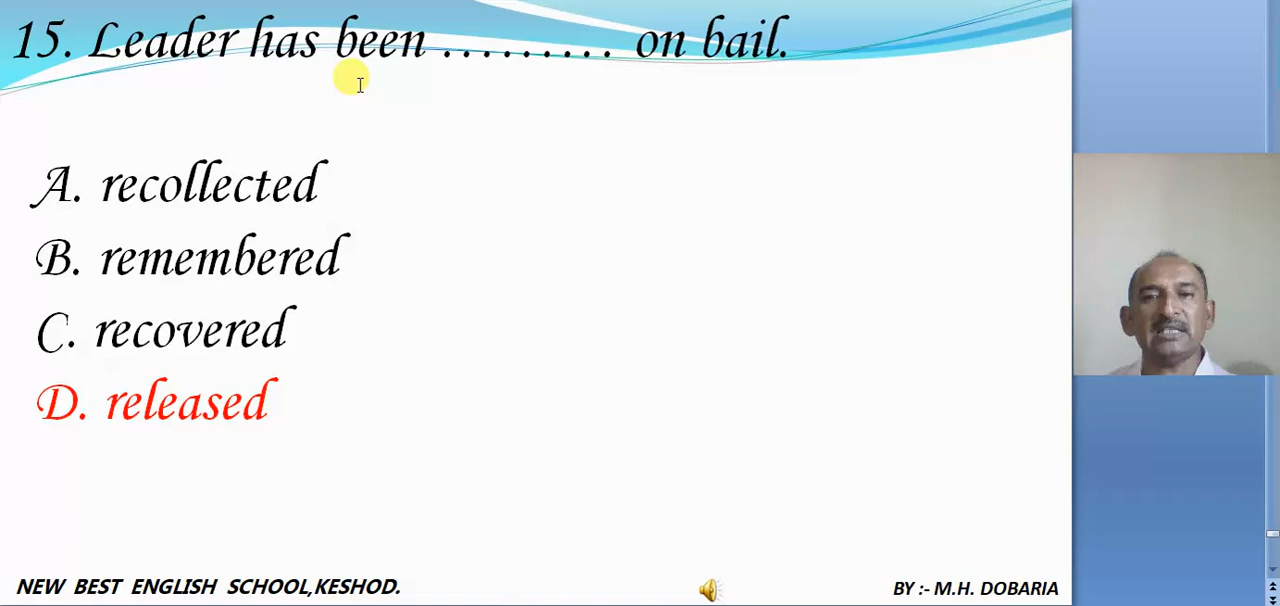 15. Leader has been ......... on bail.
A. recollected
B. remembered
C. recovered
D. released
NEW BEST ENGLISH SCHOOL,KESHOD.
BY :- M.H. DOBARIA